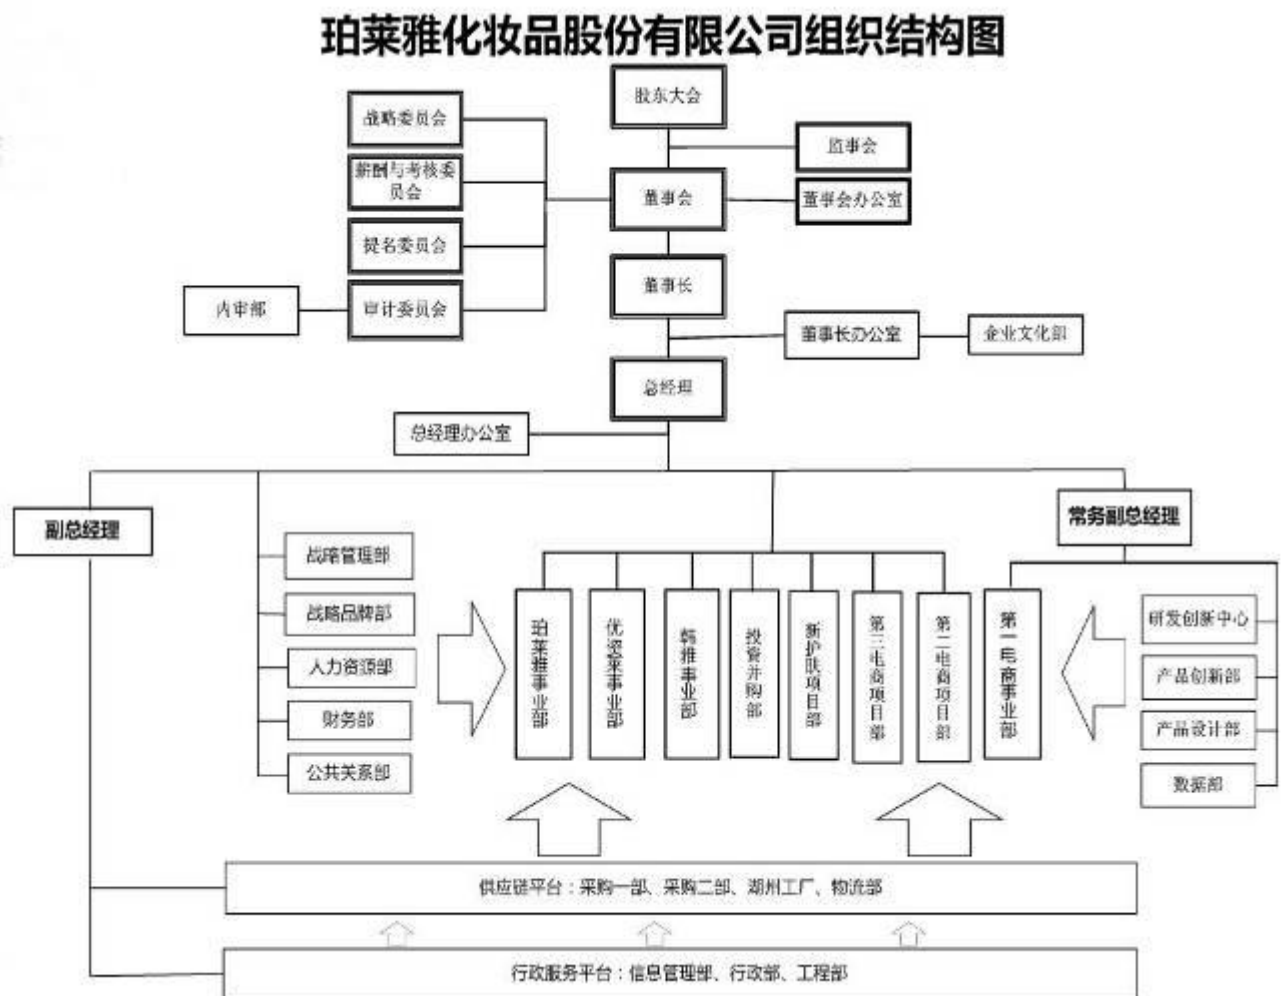 珀莱雅化妆品股份有限公司组织结构图
股东大会
战略委员会
监事会
薪酬与考核委
员会
董事会
董事会办公室
提名委员会
董事长
内审部
审计委员会
董事长办公室
企业文化部
总经理
总经理办公室
副总经理
常务副总经理
战略管理部
战略品牌部
人力资源部
财务部
公共关系部
珀莱雅事业部
优资莱事业部
韩雅事业部
投资并购部
新护肤项目部
第三电商项目部
第二电商项目部
第一电商事业部
研发创新中心
产品创新部
产品设计部
数据部
供应链平台：采购一部、采购二部、湖州工厂、物流部
行政服务平台：信息管理部、行政部、工程部